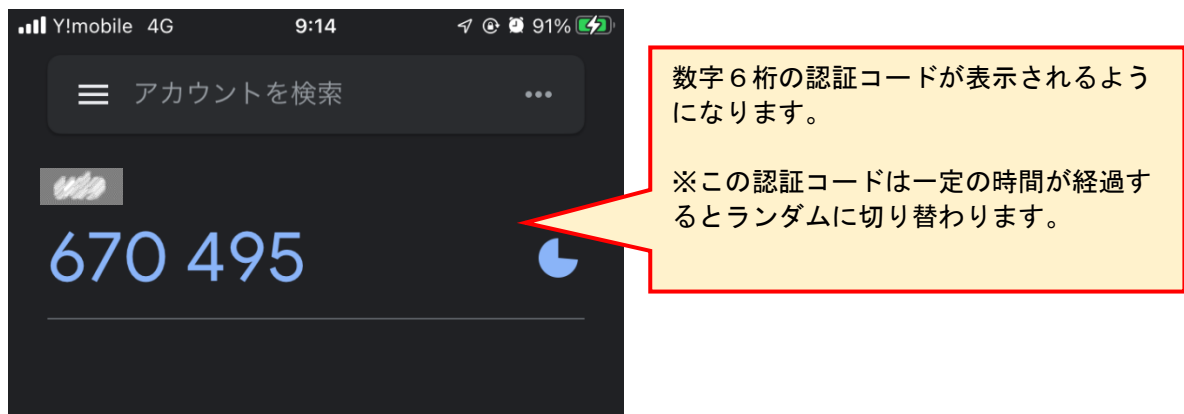 Y!mobile 4G 9:14 91%
アカウントを検索
670 495
数字６桁の認証コードが表示されるよう
になります。
※この認証コードは一定の時間が経過す
るとランダムに切り替わります。